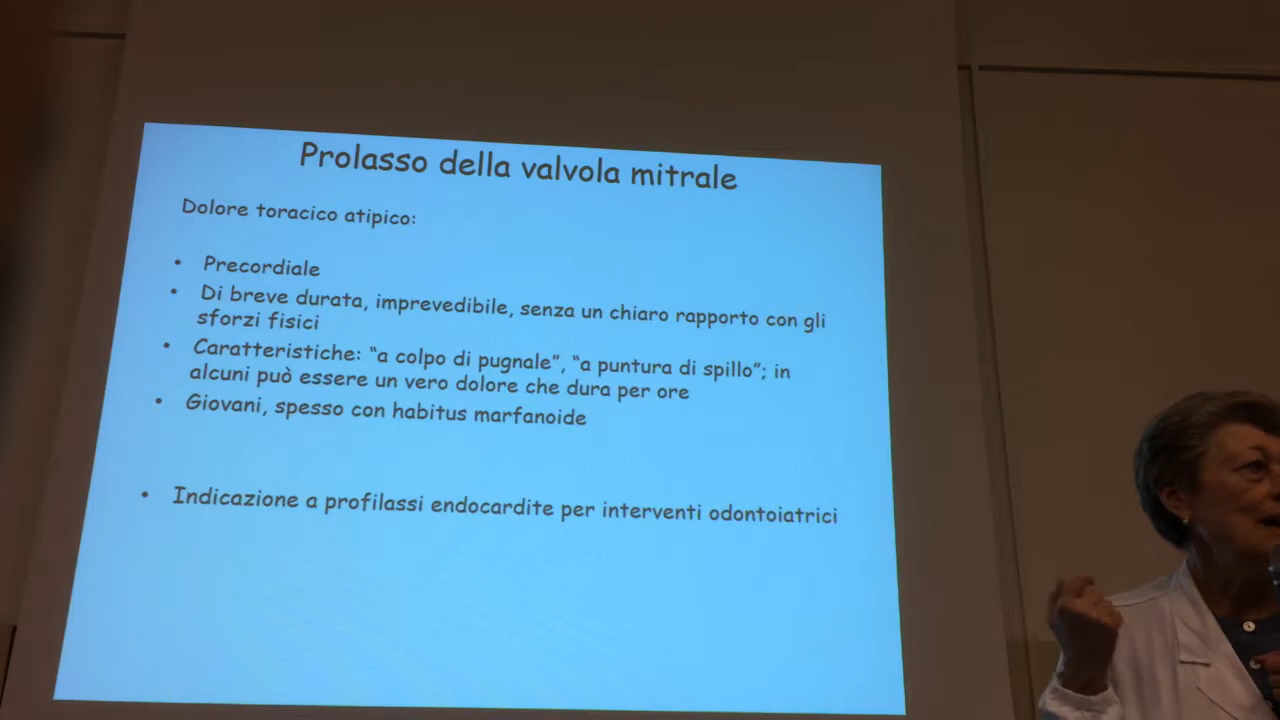 Prolasso della valvola mitrale
Dolore toracico atipico:
• Precordiale
• Di breve durata, imprevedibile, senza un chiaro rapporto con gli
sforzi fisici
• Caratteristiche: “a colpo di pugnale”, “a puntura di spillo”; in
alcuni può essere un vero dolore che dura per ore
• Giovani, spesso con habitus marfanoide
• Indicazione a profilassi endocardite per interventi odontoiatrici